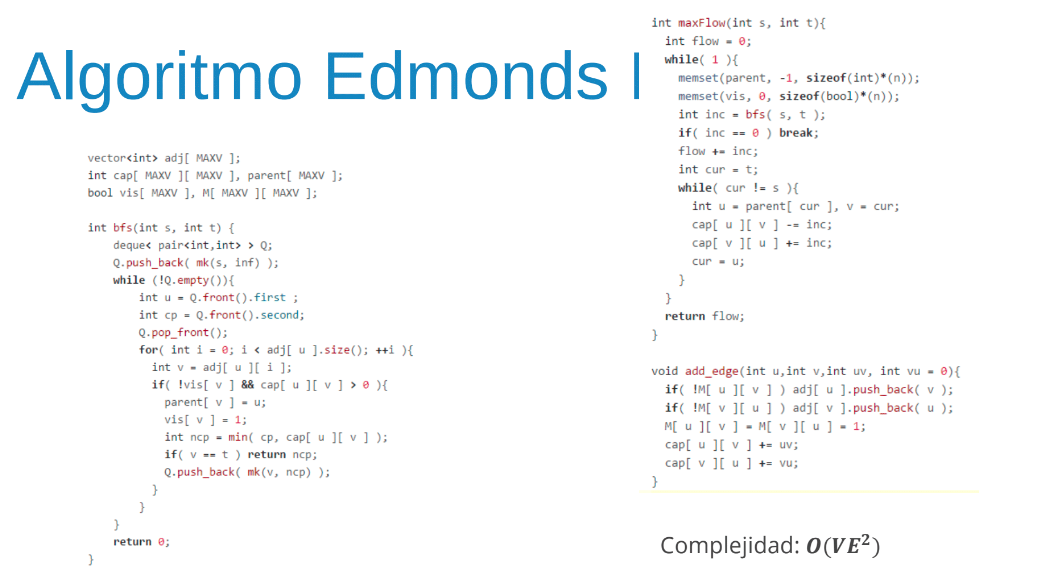 Algoritmo Edmonds
vector<int> adj[ MAXV ];
int cap[ MAXV ][ MAXV ], parent[ MAXV ];
bool vis[ MAXV ], M[ MAXV ][ MAXV ];
int bfs(int s, int t) {
    deque< pair<int,int> > Q;
    Q.push_back( mk(s, inf) );
    while (!Q.empty()){
        int u = Q.front().first ;
        int cp = Q.front().second;
        Q.pop_front();
        for( int i = 0; i < adj[ u ].size(); ++i ){
          int v = adj[ u ][ i ];
          if( !vis[ v ] && cap[ u ][ v ] > 0 ){
            parent[ v ] = u;
            vis[ v ] = 1;
            int ncp = min( cp, cap[ u ][ v ] );
            if( v == t ) return ncp;
            Q.push_back( mk(v, ncp) );
          }
        }
    }
    return 0;
}
int maxFlow(int s, int t){
  int flow = 0;
  while( 1 ){
    memset(parent, -1, sizeof(int)*(n));
    memset(vis, 0, sizeof(bool)*(n));
    int inc = bfs( s, t );
    if( inc == 0 ) break;
    flow += inc;
    int cur = t;
    while( cur != s ){
      int u = parent[ cur ], v = cur;
      cap[ u ][ v ] -= inc;
      cap[ v ][ u ] += inc;
      cur = u;
    }
  }
  return flow;
}
void add_edge(int u,int v,int uv, int vu = 0){
  if( !M[ u ][ v ] ) adj[ u ].push_back( v );
  if( !M[ v ][ u ] ) adj[ v ].push_back( u );
  M[ u ][ v ] = M[ v ][ u ] = 1;
  cap[ u ][ v ] += uv;
  cap[ v ][ u ] += vu;
}
Complejidad: O(VE²)